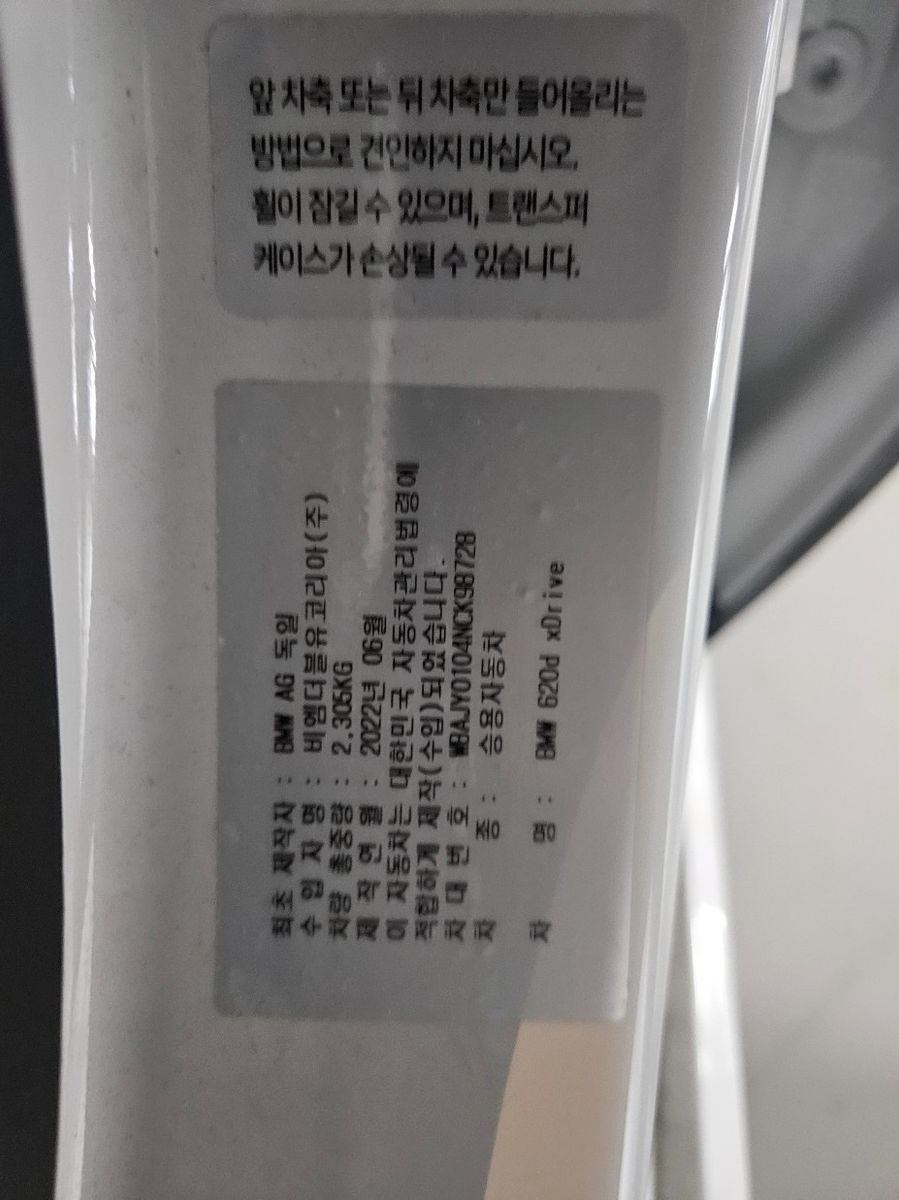 앞 차축 또는 뒤 차축만 들어올리는
방법으로 견인하지 마십시오.
휠이 잠길 수 있으며, 트랜스퍼
케이스가 손상될 수 있습니다.
최초 제작자 : BMW AG 독일
수 입 자 명 : 비엠더블유코리아(주)
차량 총중량 : 2,305KG
제 작 연 월 : 2022년 06월
이 자동차는 대한민국 자동차관리법령에
적합하게 제작(수입)되었습니다.
차 대 번 호 : WBAJY0104NCK98728
차 종 : 승용자동차
차 명 : BMW 620d xDrive